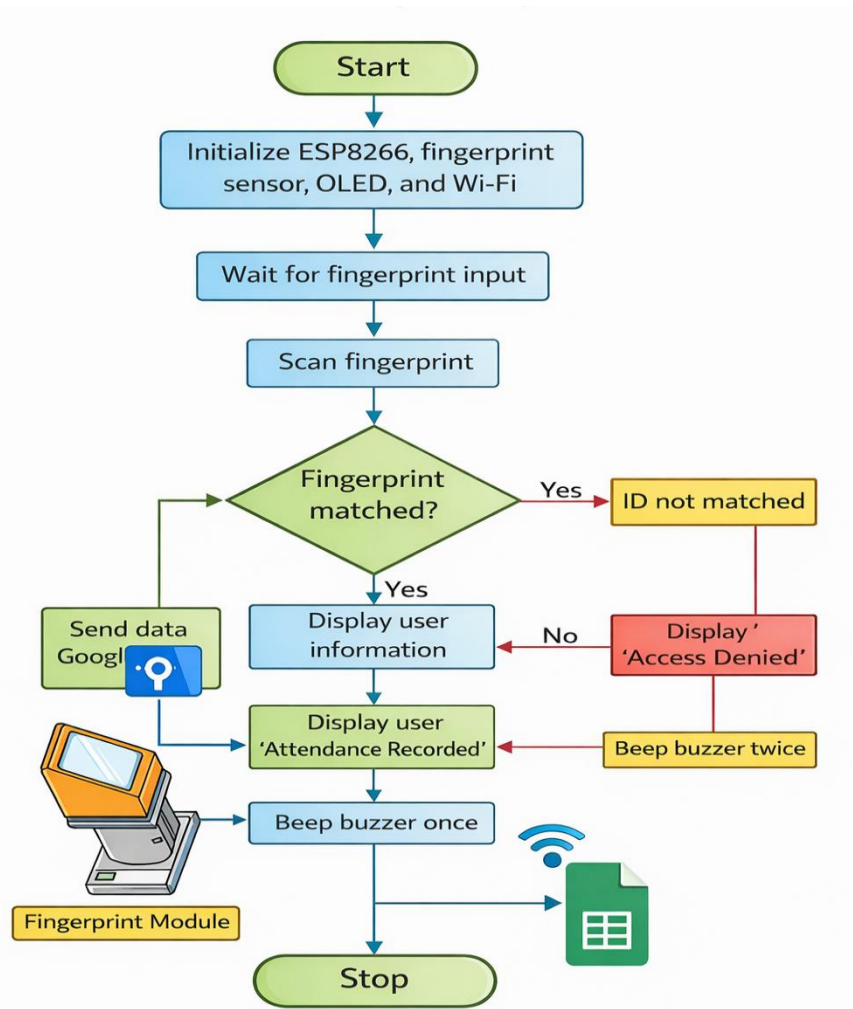 Start
Initialize ESP8266, fingerprint
sensor, OLED, and Wi-Fi
Wait for fingerprint input
Scan fingerprint
Fingerprint
matched?
Yes
ID not matched
Yes
Send data
Googl
Display user
information
No
Display '
'Access Denied'
Display user
'Attendance Recorded'
Beep buzzer twice
Beep buzzer once
Fingerprint Module
Stop